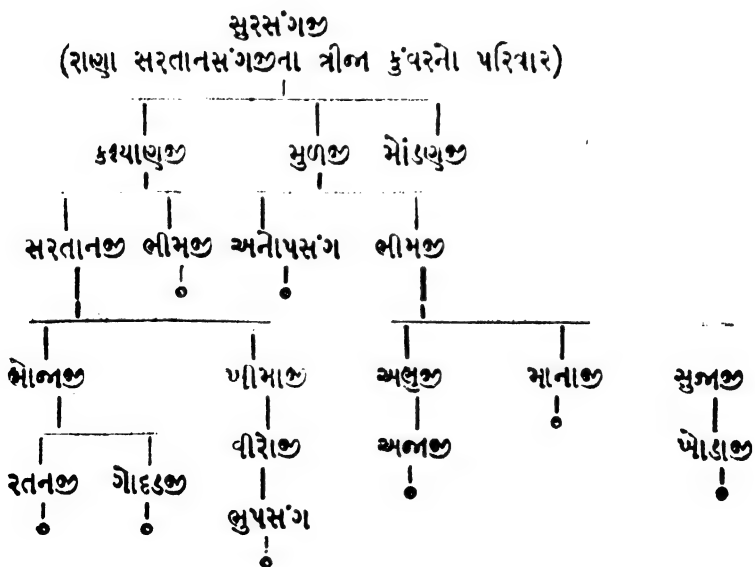 સુરસંગજી
(રાણા સરતાનસંગજીના ત્રીજા કુંવરનો પરિવાર)
કલ્યાણજી મુળજી મોંડણજી
સરતાનજી ભીમજી અનોપસંગ ભીમજી
ભોજાજી ખીમાજી અભુજી માનાજી સુજાજી
વીરોજી અજાજી ખોડાજી
રતનજી ગોદડજી
ભુપસંગ